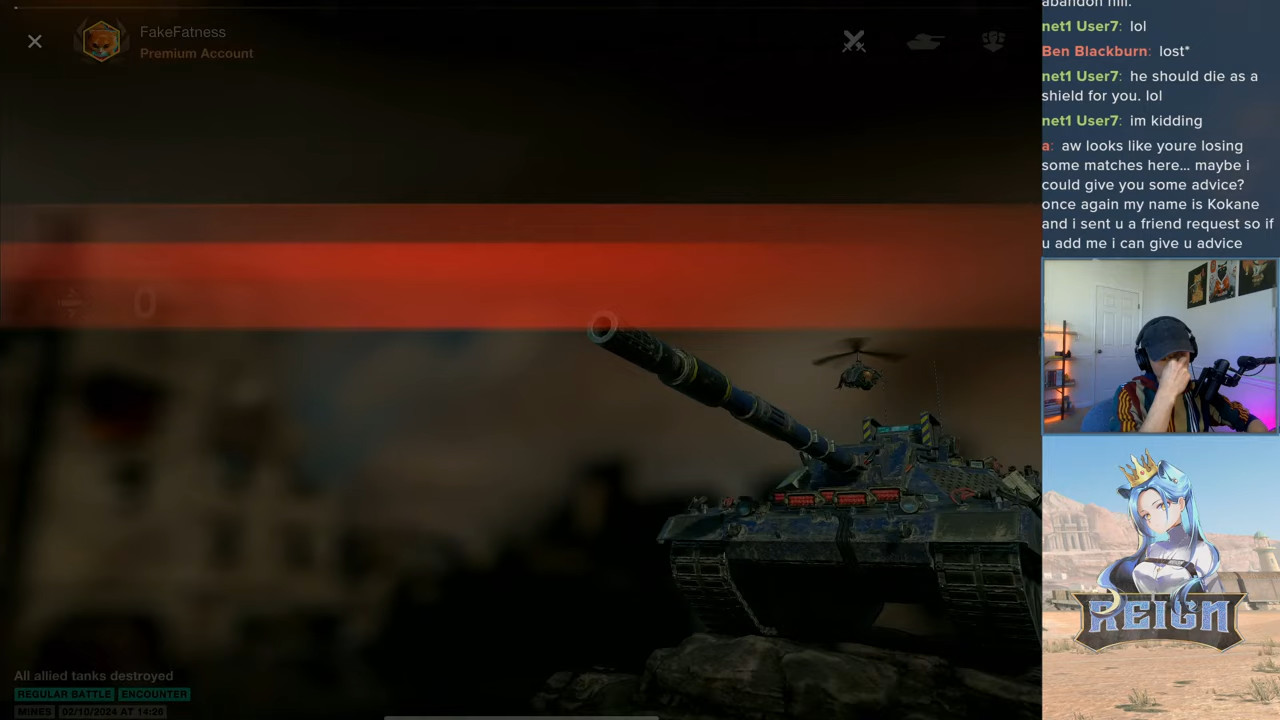 FakeFatness
Premium Account
0
All allied tanks destroyed
REGULAR BATTLE ENCOUNTER
MINES 02/10/2024 AT 14:26
abandon hill.
net1 User7: lol
Ben Blackburn: lost*
net1 User7: he should die as a
shield for you. lol
net1 User7: im kidding
a: aw looks like youre losing
some matches here... maybe i
could give you some advice?
once again my name is Kokane
and i sent u a friend request so if
u add me i can give u advice
REIGN